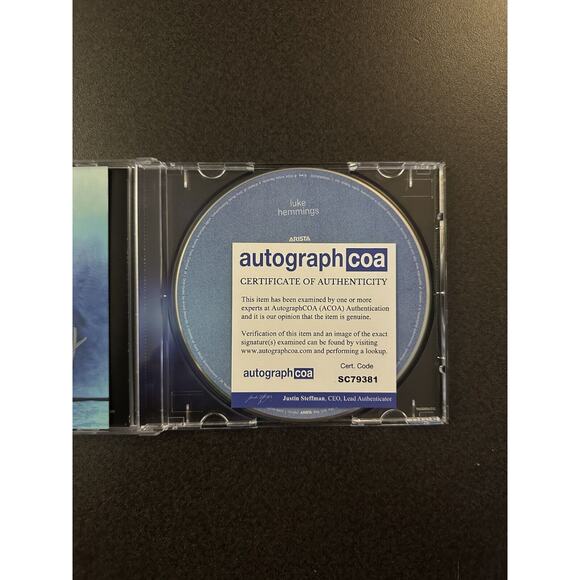 luke
hemmings
ARISTA
autographcoa
CERTIFICATE OF AUTHENTICITY
This item has been examined by one or more
experts at AutographCOA (ACOA) Authentication
and it is our opinion that the item is genuine.
Verification of this item and an image of the exact
signature(s) examined can be found by visiting
www.autographcoa.com and performing a lookup.
autographcoa
Cert. Code
SC79381
Justin Steffman, CEO, Lead Authenticator
ARISTA